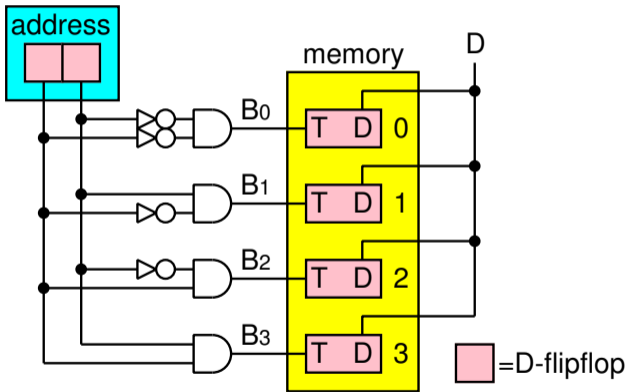 address
memory
D
B0
T D 0
B1
T D 1
B2
T D 2
B3
T D 3
=D-flipflop